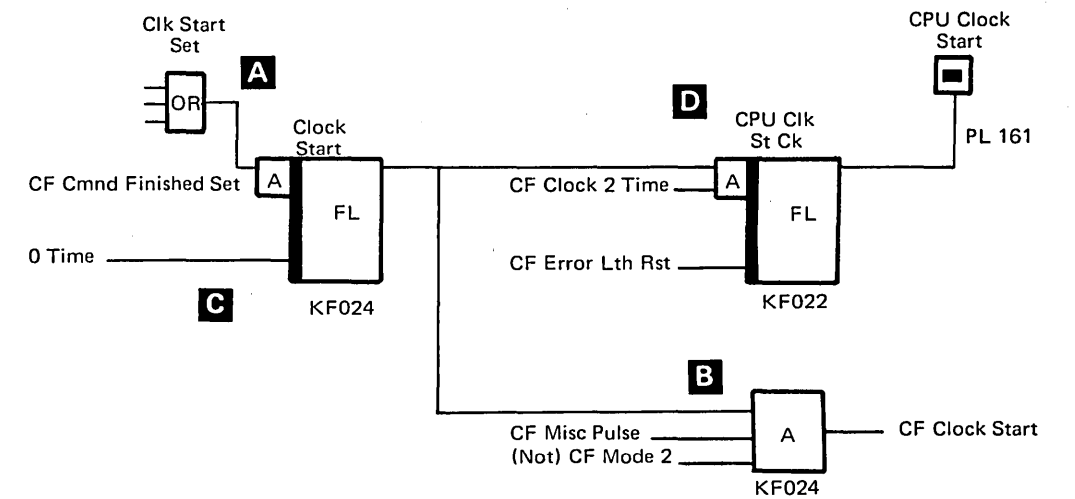 Clk Start
Set
A
OR
Clock
Start
CF Cmnd Finished Set
A
FL
0 Time
C
KF024
D
CPU Clk
St Ck
CF Clock 2 Time
A
FL
CF Error Lth Rst
KF022
CPU Clock
Start
PL 161
B
CF Misc Pulse
(Not) CF Mode 2
A
CF Clock Start
KF024